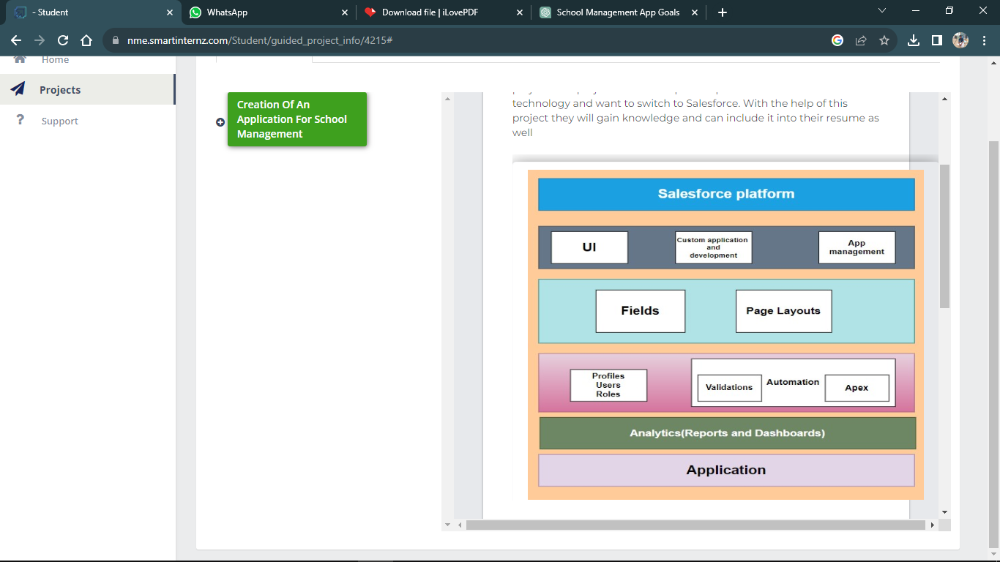 - Student
WhatsApp
Download file | iLovePDF
School Management App Goals
nme.smartinternz.com/Student/guided_project_info/4215#
Home
Projects
? Support
Creation Of An
Application For School
Management
technology and want to switch to Salesforce. With the help of this
project they will gain knowledge and can include it into their resume as
well
Salesforce platform
UI
Custom application
and
development
App
management
Fields
Page Layouts
Profiles
Users
Roles
Validations
Automation
Apex
Analytics(Reports and Dashboards)
Application